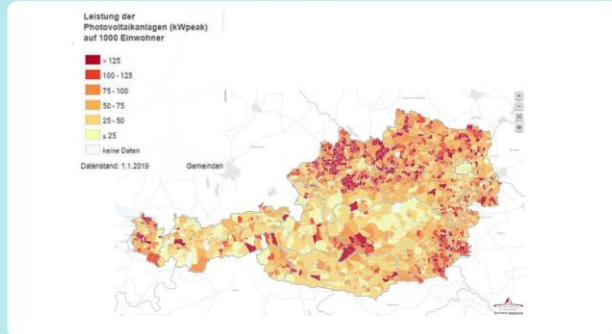 Leistung der
Photovoltaikanlagen (kWpeak)
auf 1000 Einwohner
> 125
100 - 125
75 - 100
50 - 75
25 - 50
≤ 25
keine Daten
Datenstand: 1.1.2019 Gemeinden